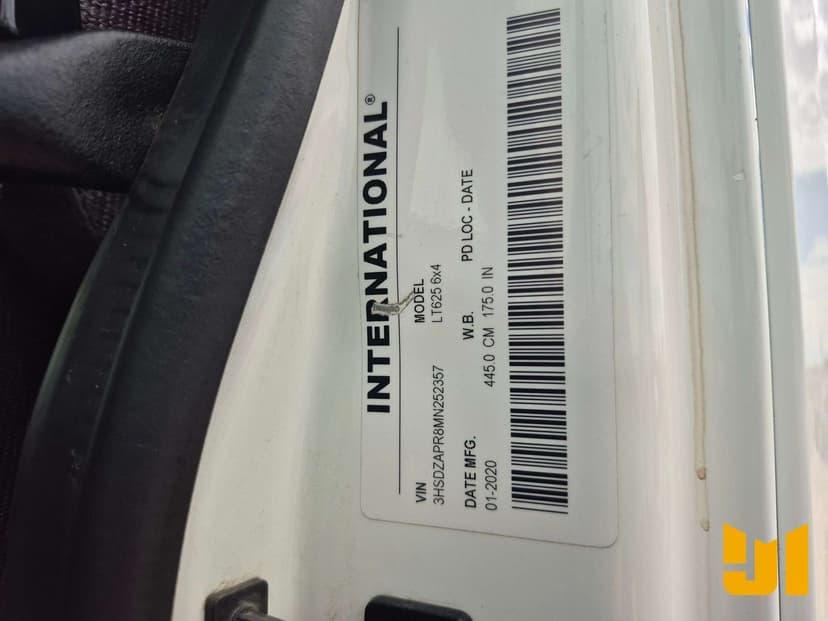 INTERNATIONAL®
VIN MODEL
3HSDZAPR8MN252357 LT625 6x4
DATE MFG. W.B. PD LOC - DATE
01-2020 445.0 CM 175.0 IN